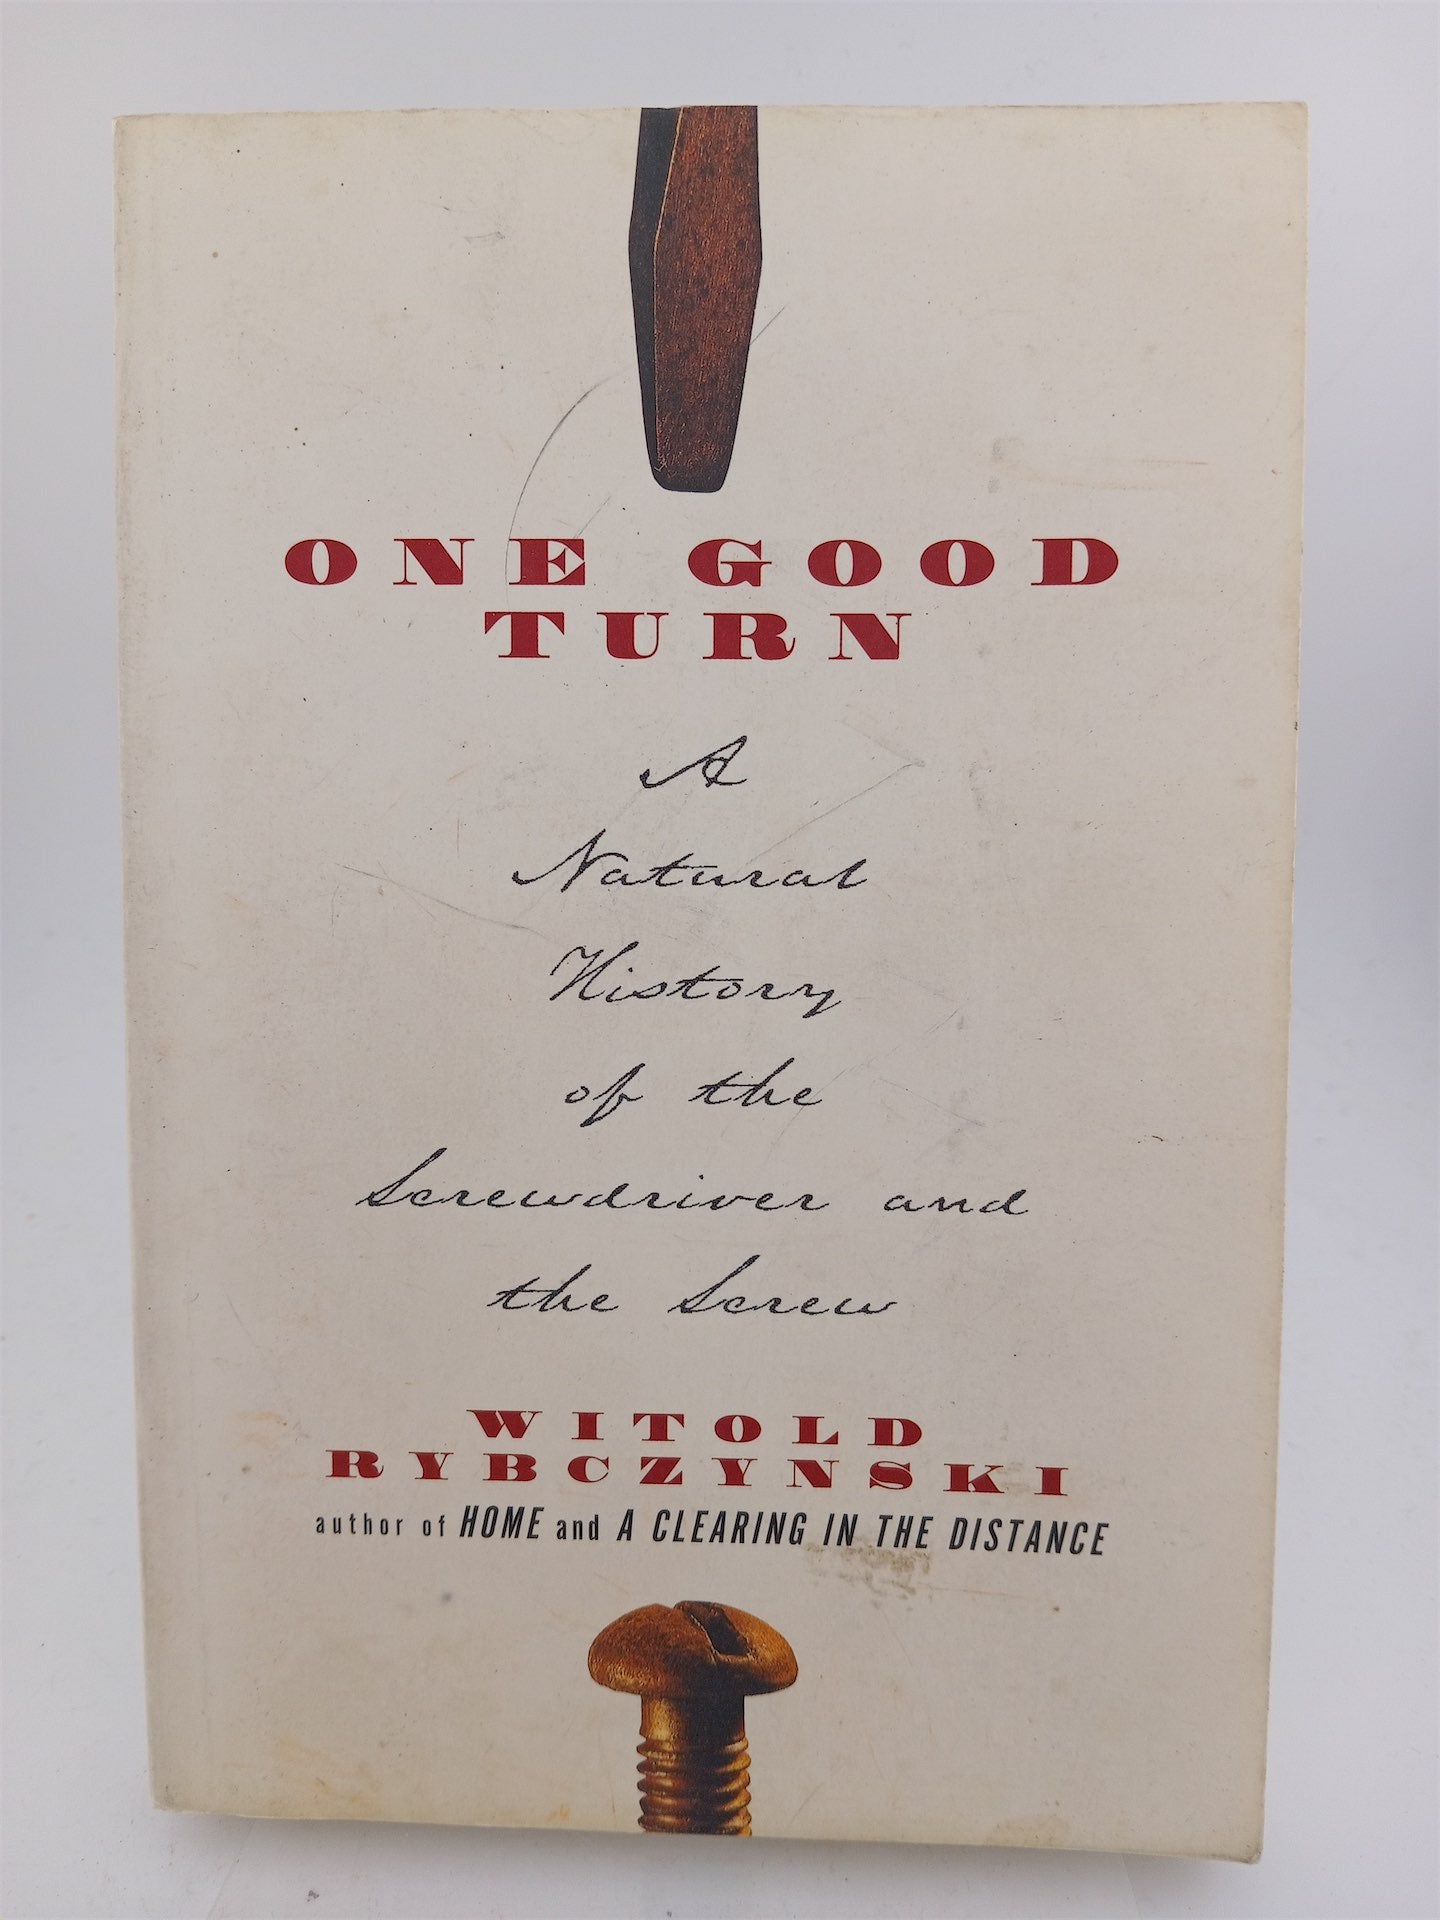 ONE GOOD
TURN
A
Natural
History
of the
Screwdriver and
the Screw
WITOLD
RYBCZYNSKI
author of HOME and A CLEARING IN THE DISTANCE